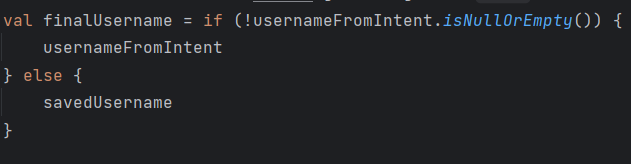 val finalUsername = if (!usernameFromIntent.isNullOrEmpty()) {
    usernameFromIntent
} else {
    savedUsername
}